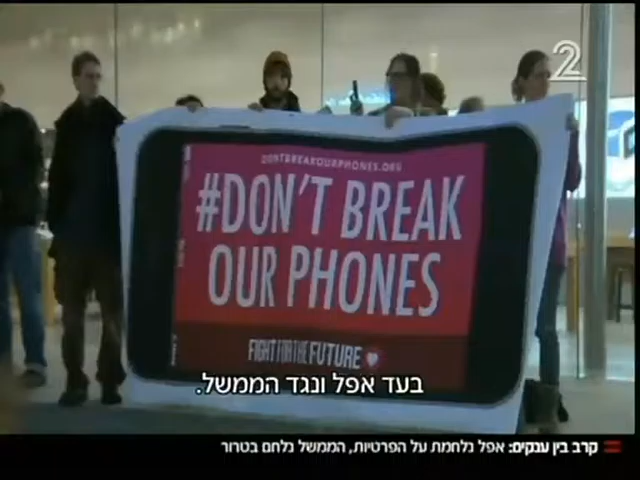 2
DONTBREAKOURPHONES.ORG
#DON'T BREAK
OUR PHONES
FIGHT FOR THE FUTURE
בעד אפל ונגד הממשל.
קרב בין ענקים: אפל נלחמת על הפרטיות, הממשל נלחם בטרור